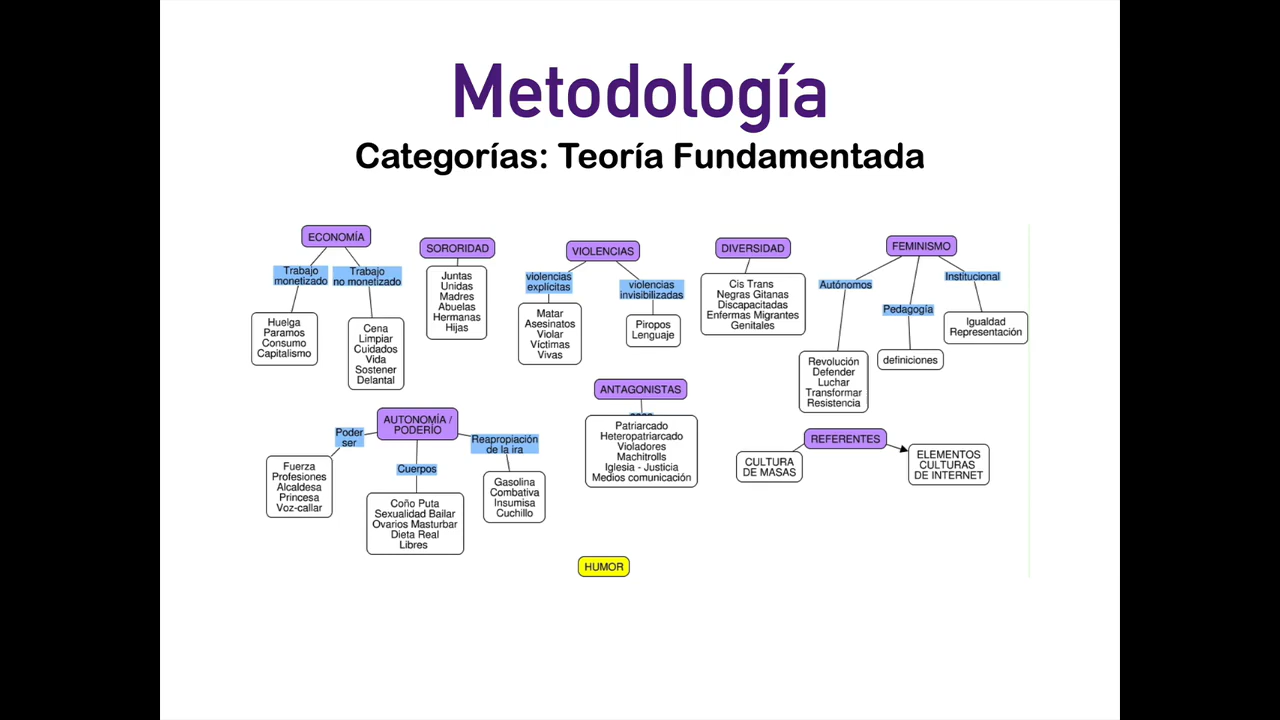 Metodología
Categorías: Teoría Fundamentada
ECONOMÍA
Trabajo
monetizado
Trabajo
no monetizado
Huelga
Paramos
Consumo
Capitalismo
Cena
Limpiar
Cuidados
Vida
Sostener
Delantal
SORORIDAD
Juntas
Unidas
Madres
Abuelas
Hermanas
Hijas
VIOLENCIAS
violencias
explícitas
violencias
invisibilizadas
Matar
Asesinatos
Violar
Víctimas
Vivas
Piropos
Lenguaje
DIVERSIDAD
Cis Trans
Negras Gitanas
Discapacitadas
Enfermas Migrantes
Genitales
FEMINISMO
Autónomos
Pedagogía
Institucional
Revolución
Defender
Luchar
Transformar
Resistencia
definiciones
Igualdad
Representación
AUTONOMÍA /
PODERÍO
Poder
ser
Cuerpos
Reapropiación
de la ira
Fuerza
Profesiones
Alcaldesa
Princesa
Voz-callar
Coño Puta
Sexualidad Bailar
Ovarios Masturbar
Dieta Real
Libres
Gasolina
Combativa
Insumisa
Cuchillo
ANTAGONISTAS
Patriarcado
Heteropatriarcado
Violadores
Machitrolls
Iglesia - Justicia
Medios comunicación
REFERENTES
CULTURA
DE MASAS
ELEMENTOS
CULTURAS
DE INTERNET
HUMOR